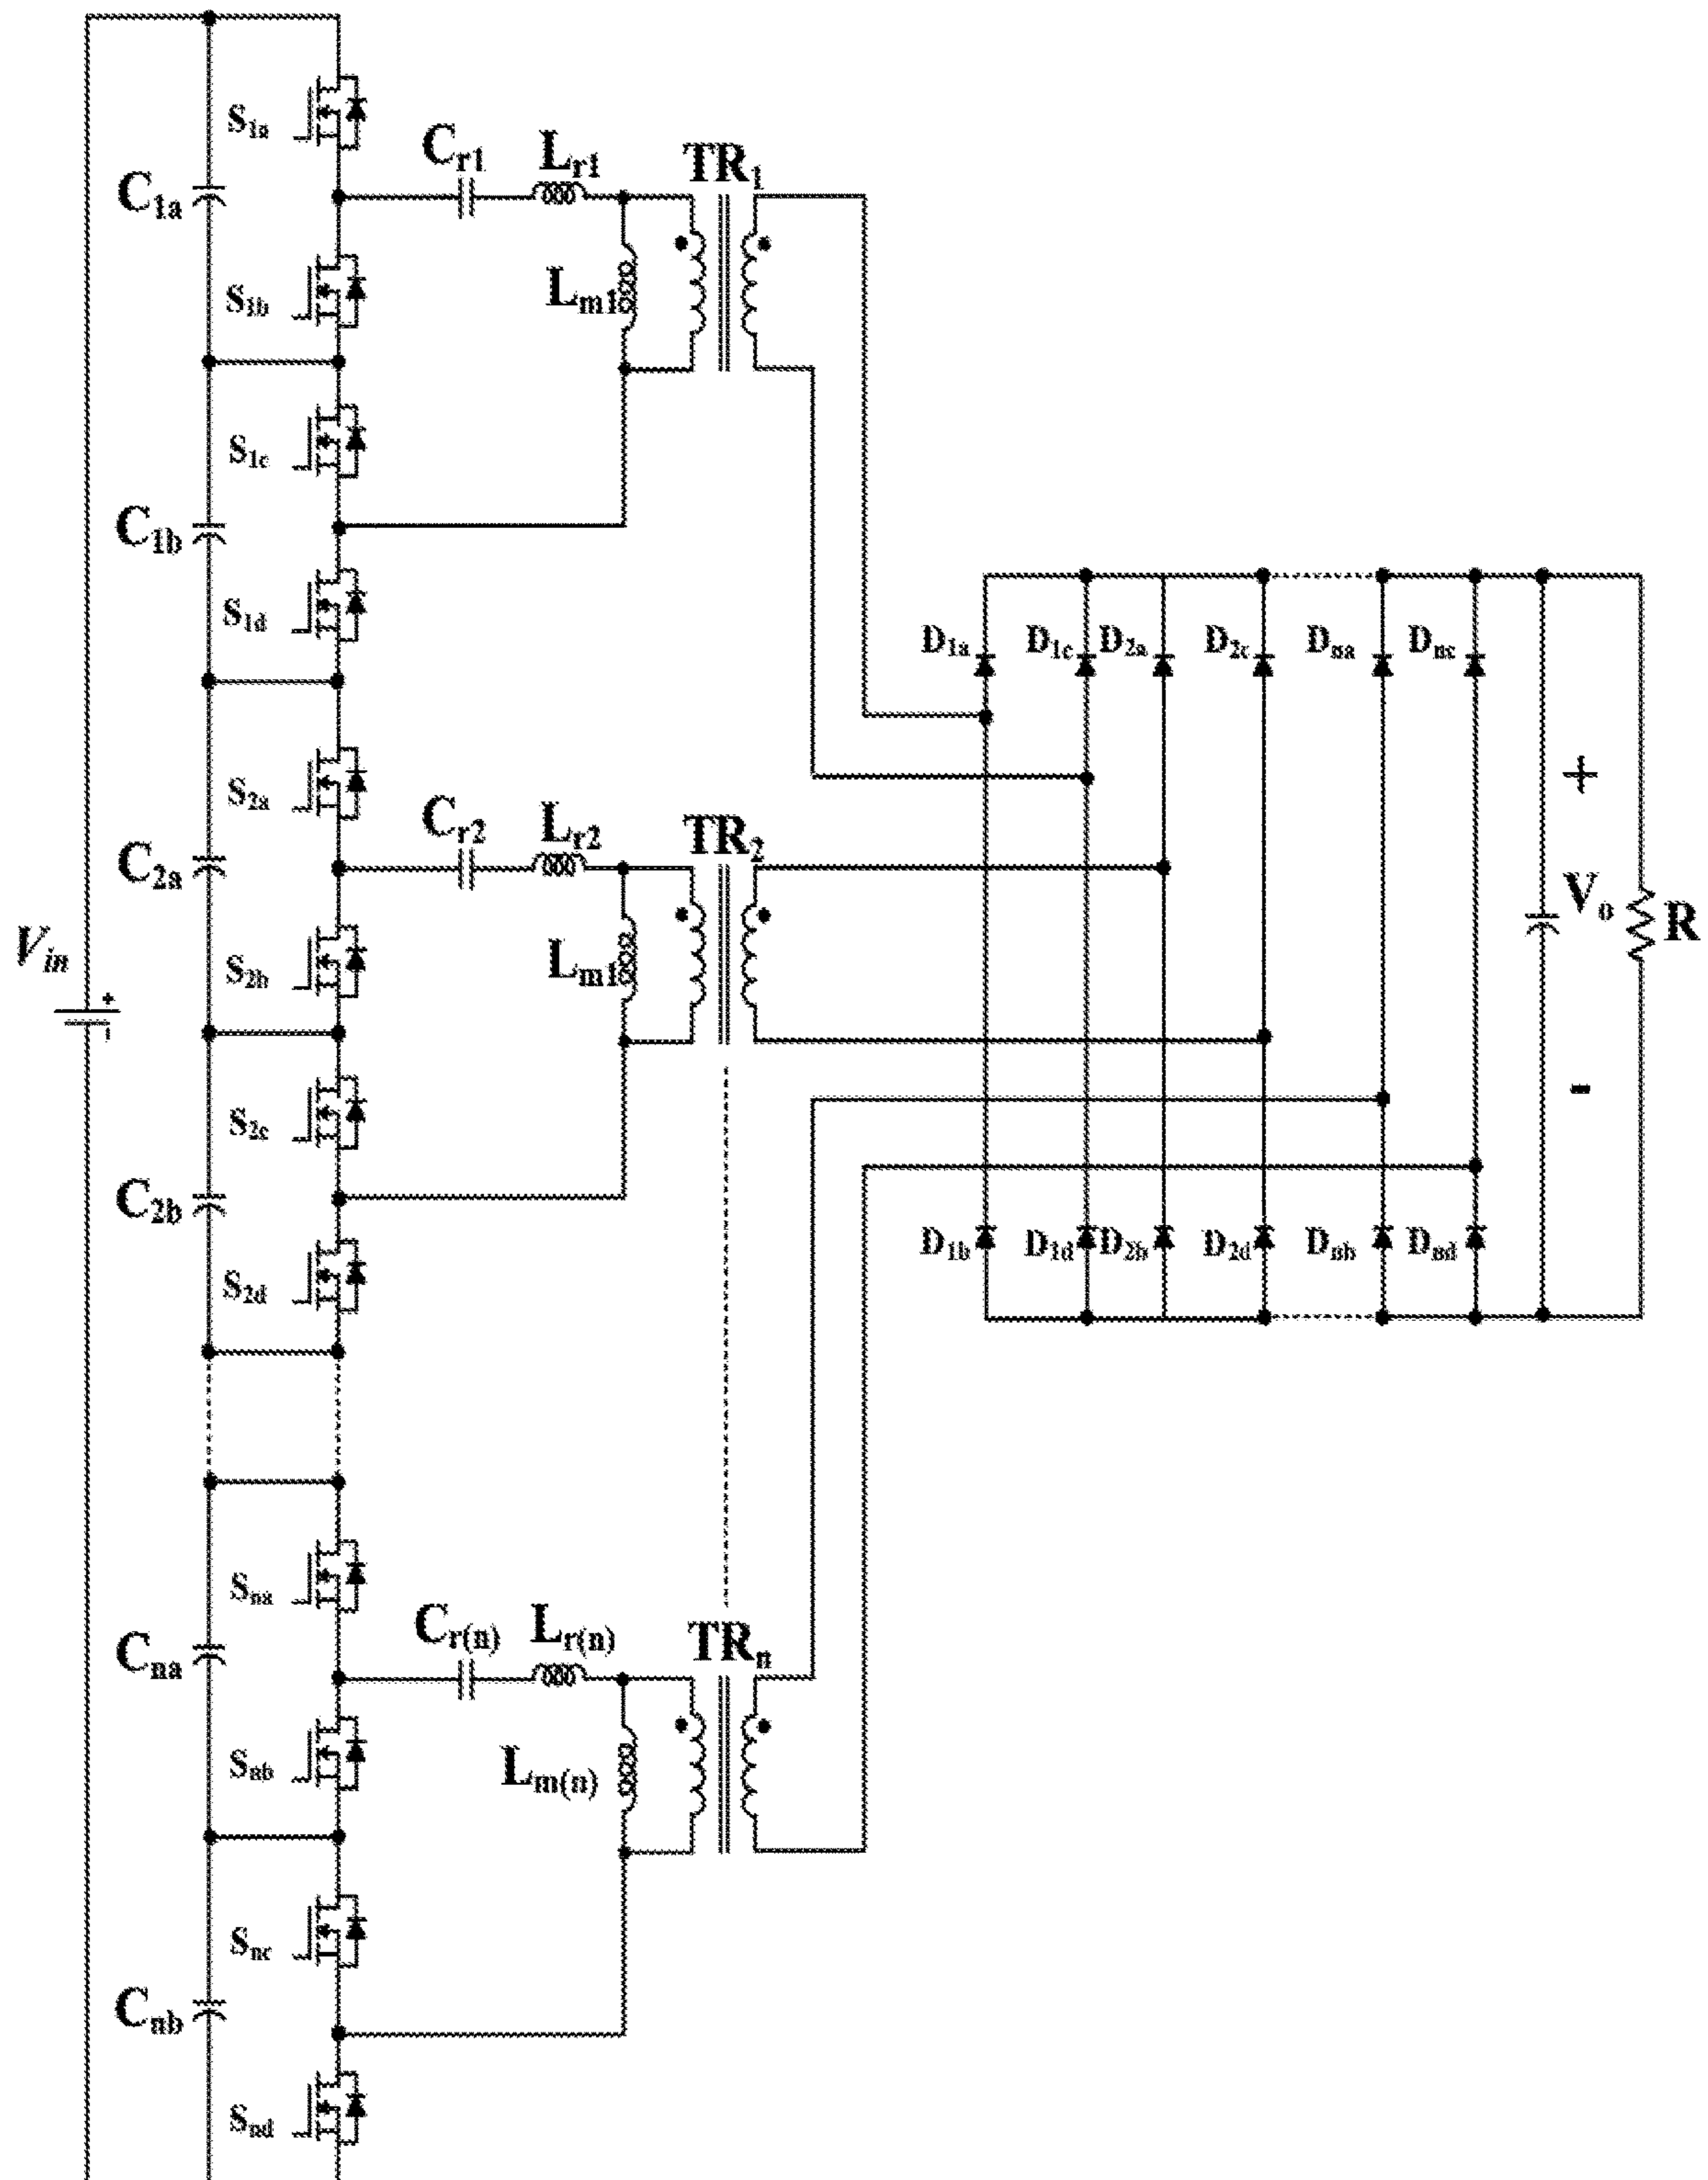 S1a
Cr1
Lr1
TR1
C1a
S1b
Lm1
S1c
C1b
S1d
D1a
D1c
D2a
D2c
Dna
Dnc
+
S2a
Cr2
Lr2
TR2
C2a
Vo
R
Vin
S2b
Lm1
+
-
-
S2c
C2b
D1b
D1d
D2b
D2d
Dnb
Dnd
S2d
Sna
Cr(n)
Lr(n)
TRn
Cna
Snb
Lm(n)
Snc
Cnb
Snd